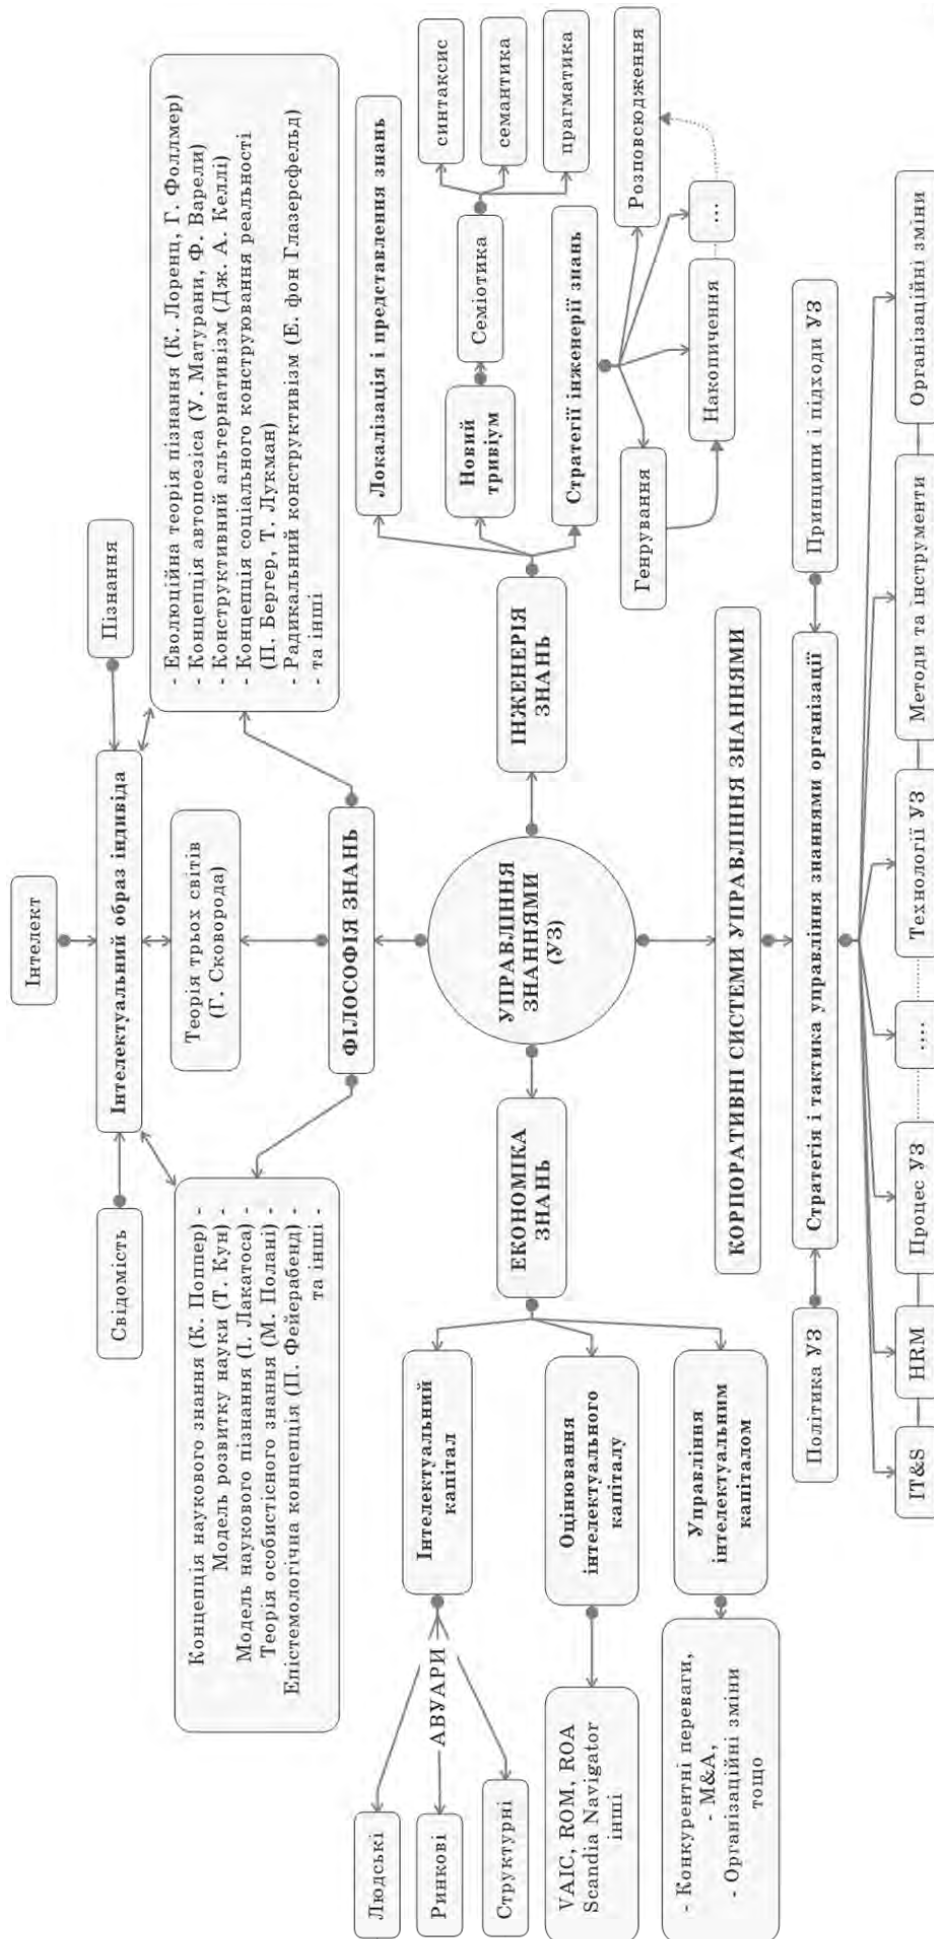 Інтелект
Свідомість
Пізнання
Інтелектуальний образ індивіда
Концепція наукового знання (К. Поппер) -
Модель розвитку науки (Т. Кун) -
Модель наукового пізнання (І. Лакатоса) -
Теорія особистісного знання (М. Полані) -
Епістемологічна концепція (П. Фейерабенд) -
та інші -
Теорія трьох світів
(Г. Сковорода)
- Еволюційна теорія пізнання (К. Лоренц, Г. Фоллмер)
- Концепція автопоезіса (У. Матурани, Ф. Варели)
- Конструктивний альтернативізм (Дж. А. Келлі)
- Концепція соціального конструювання реальності
(П. Бергер, Т. Лукман)
- Радикальний конструктивізм (Е. фон Глазерсфельд)
- та інші
ФІЛОСОФІЯ ЗНАНЬ
УПРАВЛІННЯ
ЗНАННЯМИ
(УЗ)
ЕКОНОМІКА
ЗНАНЬ
Інтелектуальний
капітал
АВУАРИ
Людські
Ринкові
Структурні
Оцінювання
інтелектуального
капіталу
VAIC, ROM, ROA
Scandia Navigator
інші
Управління
інтелектуальним
капіталом
- Конкурентні переваги,
- M&A,
- Організаційні зміни
тощо
ІНЖЕНЕРІЯ
ЗНАНЬ
Локалізація і представлення знань
Новий
тривіум
Семіотика
синтаксис
семантика
прагматика
Стратегії інженерії знань
Генрування
Накопичення
...
Розповсюдження
КОРПОРАТИВНІ СИСТЕМИ УПРАВЛІННЯ ЗНАННЯМИ
Політика УЗ
Стратегія і тактика управління знаннями організації
Принципи і підходи УЗ
IT&S
HRM
Процес УЗ
....
Технології УЗ
Методи та інструменти
Організаційні зміни